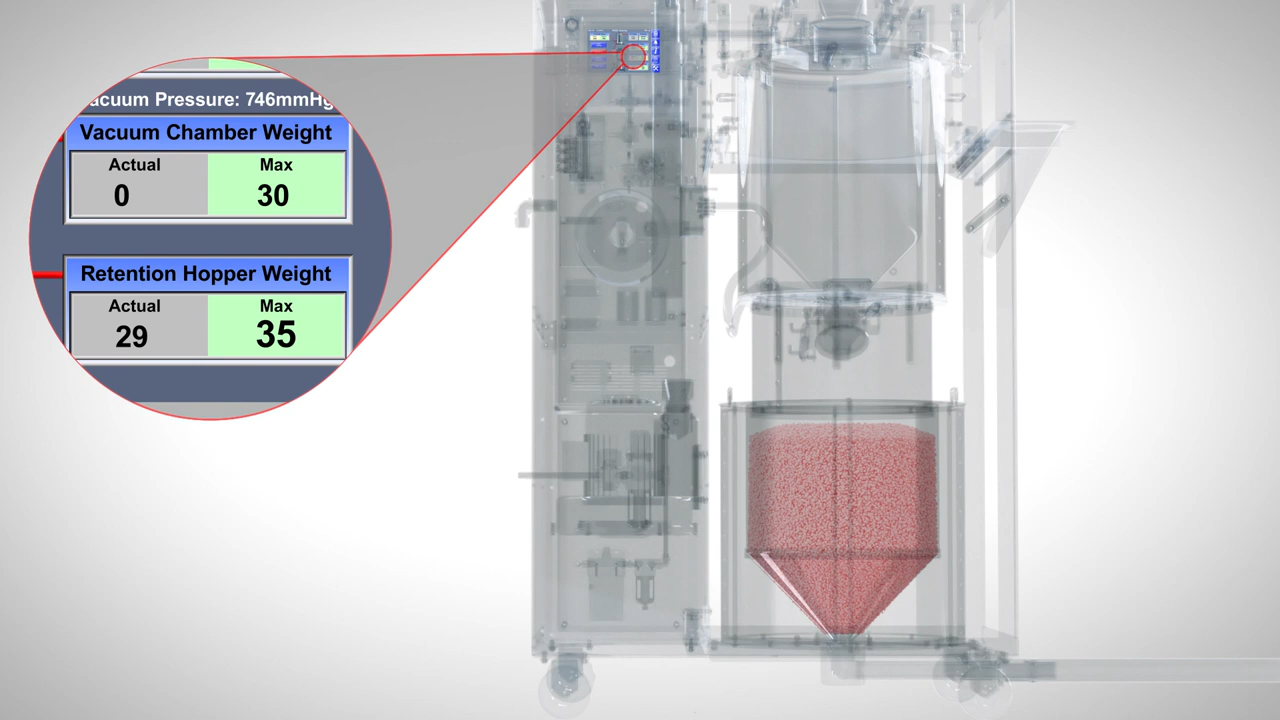 acuum Pressure: 746mmHg
Vacuum Chamber Weight
Actual Max
0 30
Retention Hopper Weight
Actual Max
29 35